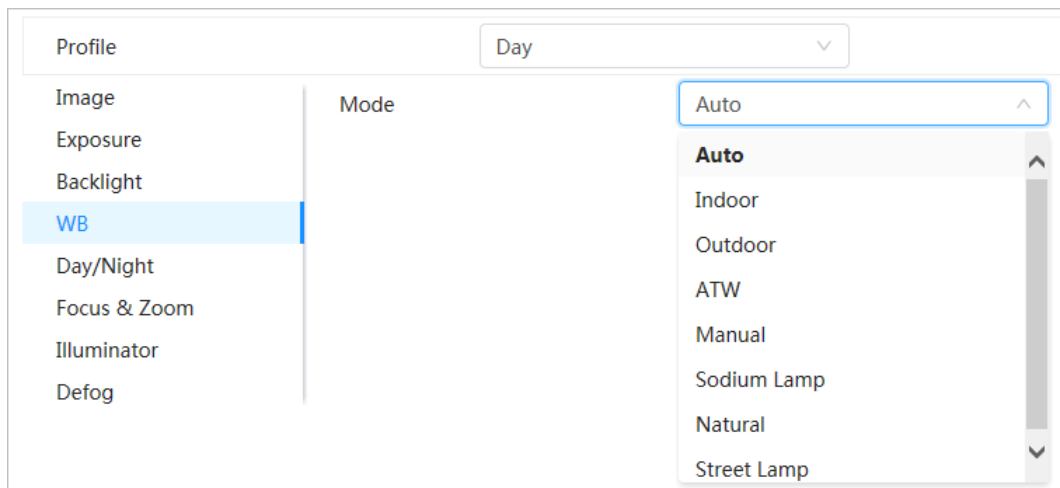 Profile
Day
Image
Mode
Auto
Exposure
Auto
Backlight
Indoor
WB
Outdoor
Day/Night
ATW
Focus & Zoom
Manual
Illuminator
Sodium Lamp
Defog
Natural
Street Lamp